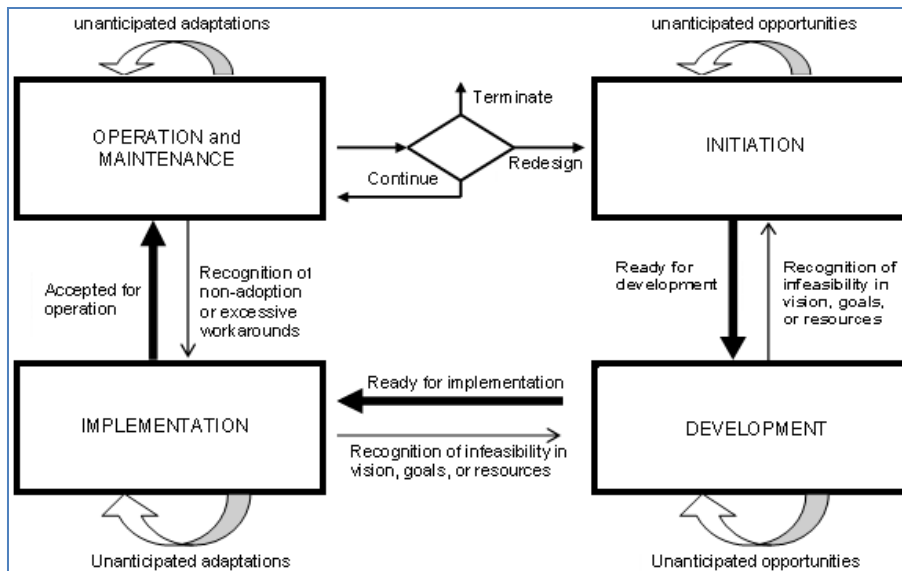 unanticipated adaptations
unanticipated opportunities
OPERATION and
MAINTENANCE
Terminate
Continue
Redesign
INITIATION
Accepted for
operation
Recognition of
non-adoption
or excessive
workarounds
Ready for
development
Recognition of
infeasibility in
vision, goals,
or resources
IMPLEMENTATION
Ready for implementation
Recognition of infeasibility in
vision, goals, or resources
DEVELOPMENT
Unanticipated adaptations
Unanticipated opportunities